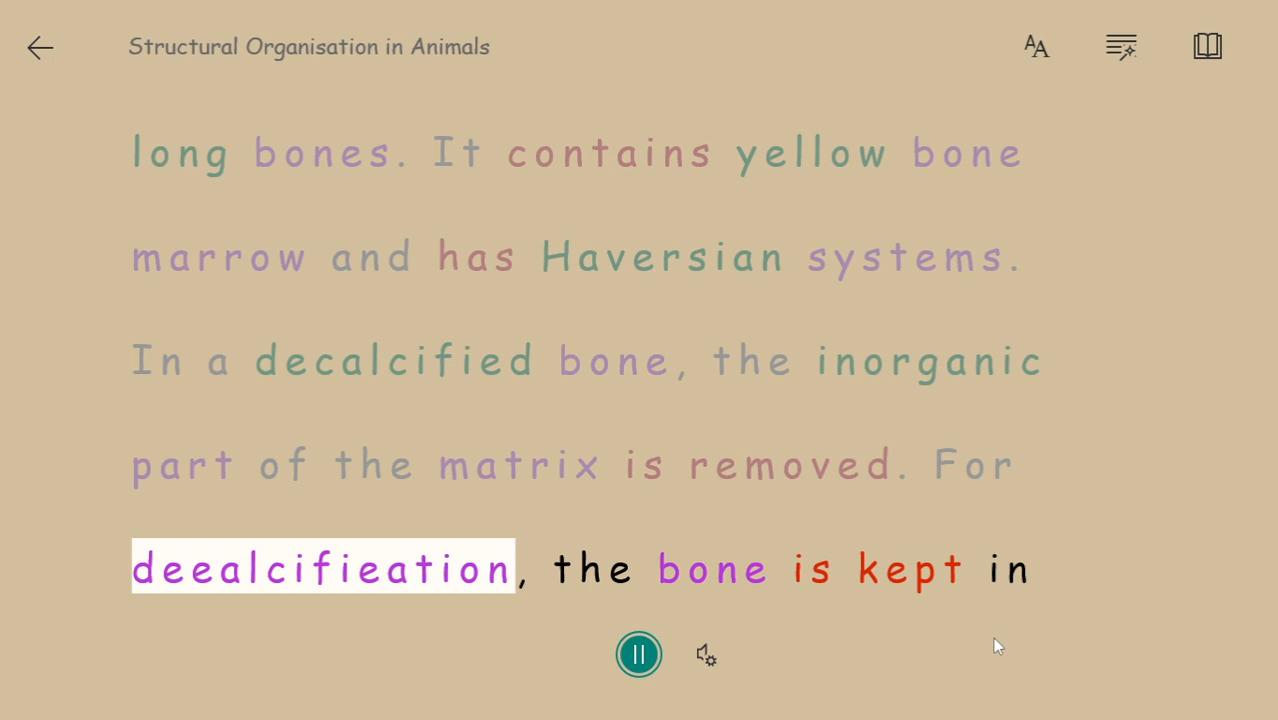 Structural Organisation in Animals
long bones. It contains yellow bone
marrow and has Haversian systems.
In a decalcified bone, the inorganic
part of the matrix is removed. For
deealcifieation, the bone is kept in